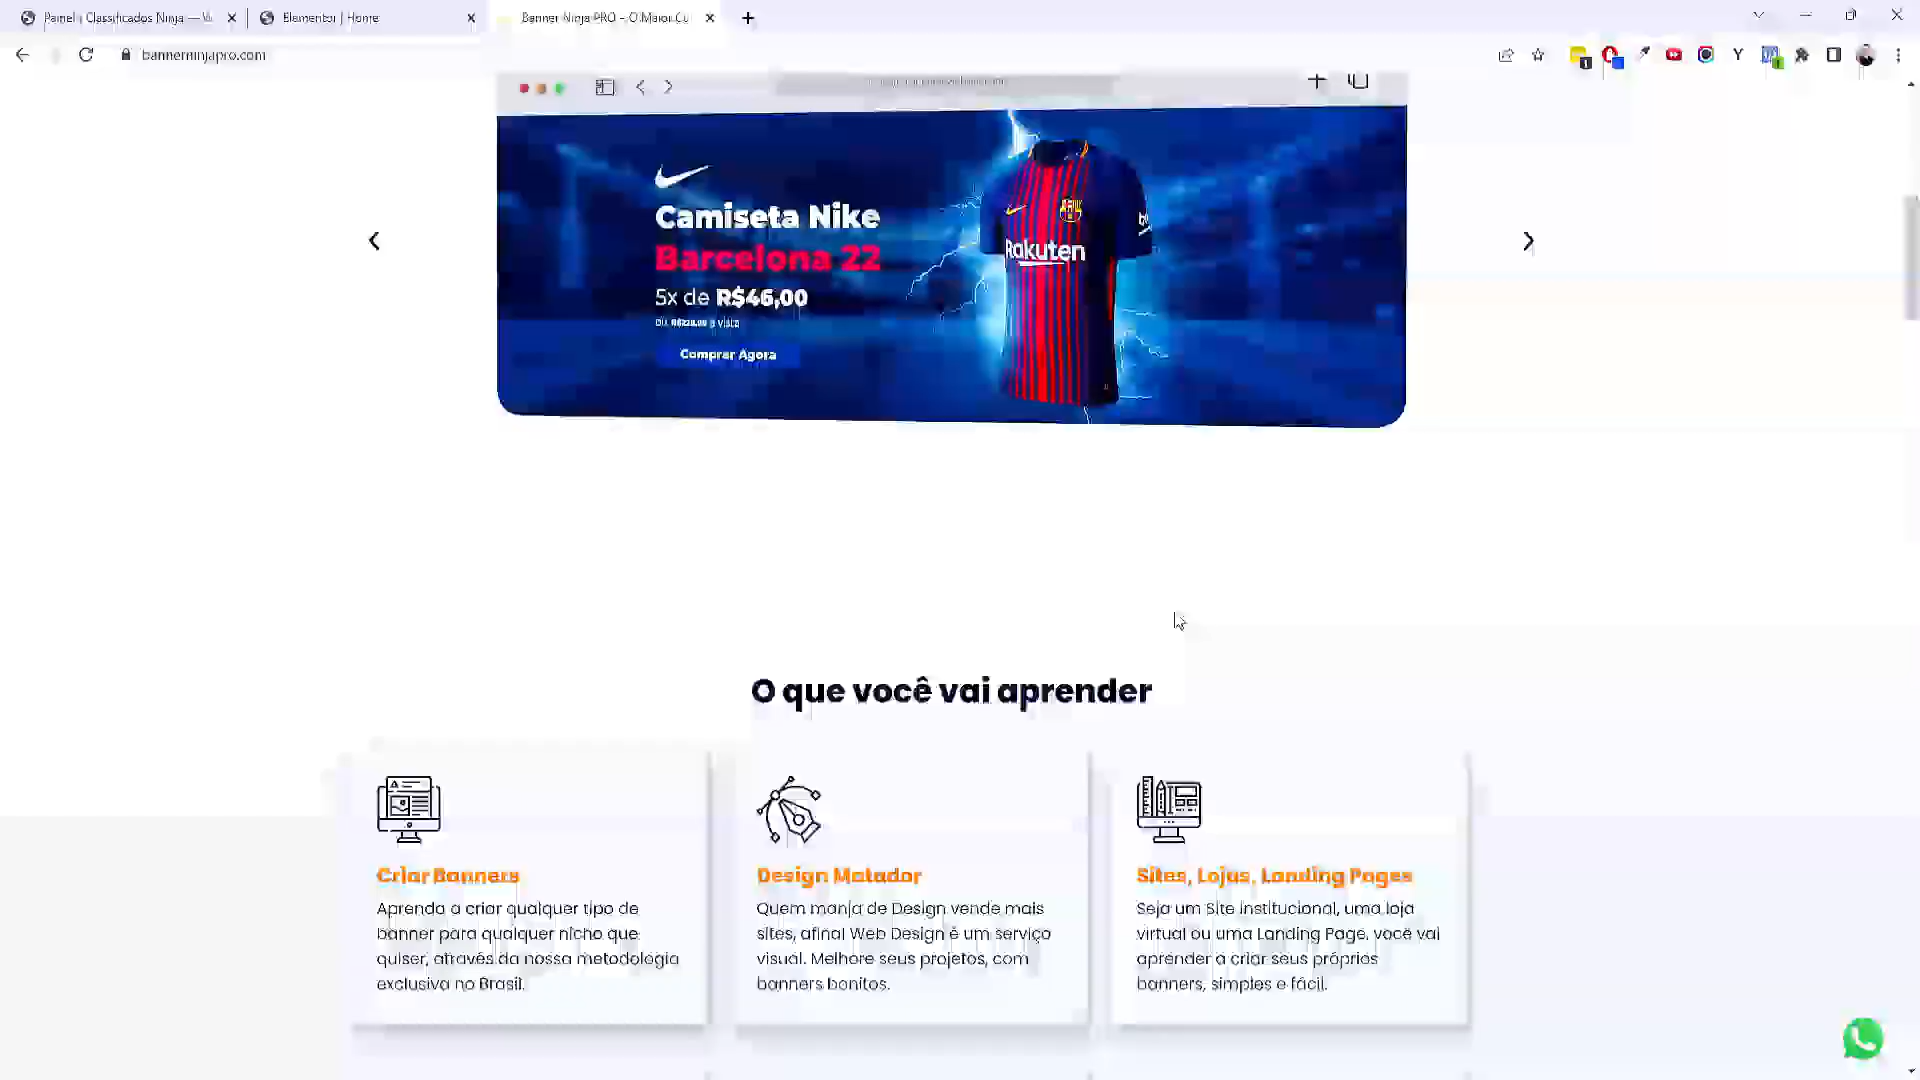 Painel ‹ Classificados Ninja — W
Elementor | Home
Banner Ninja PRO – O Maior Cu
bannerninjapro.com
Camiseta Nike
Barcelona 22
5x de R$46,00
à vista
Comprar Agora
Rakuten
O que você vai aprender
Criar Banners
Aprenda a criar qualquer tipo de
banner para qualquer nicho que
quiser, através da nossa metodologia
exclusiva no Brasil.
Design Matador
Quem manja de Design vende mais
sites, afinal Web Design é um serviço
visual. Melhore seus projetos, com
banners bonitos.
Sites, Lojas, Landing Pages
Seja um Site institucional, uma loja
virtual ou uma Landing Page, você vai
aprender a criar seus próprios
banners, simples e fácil.